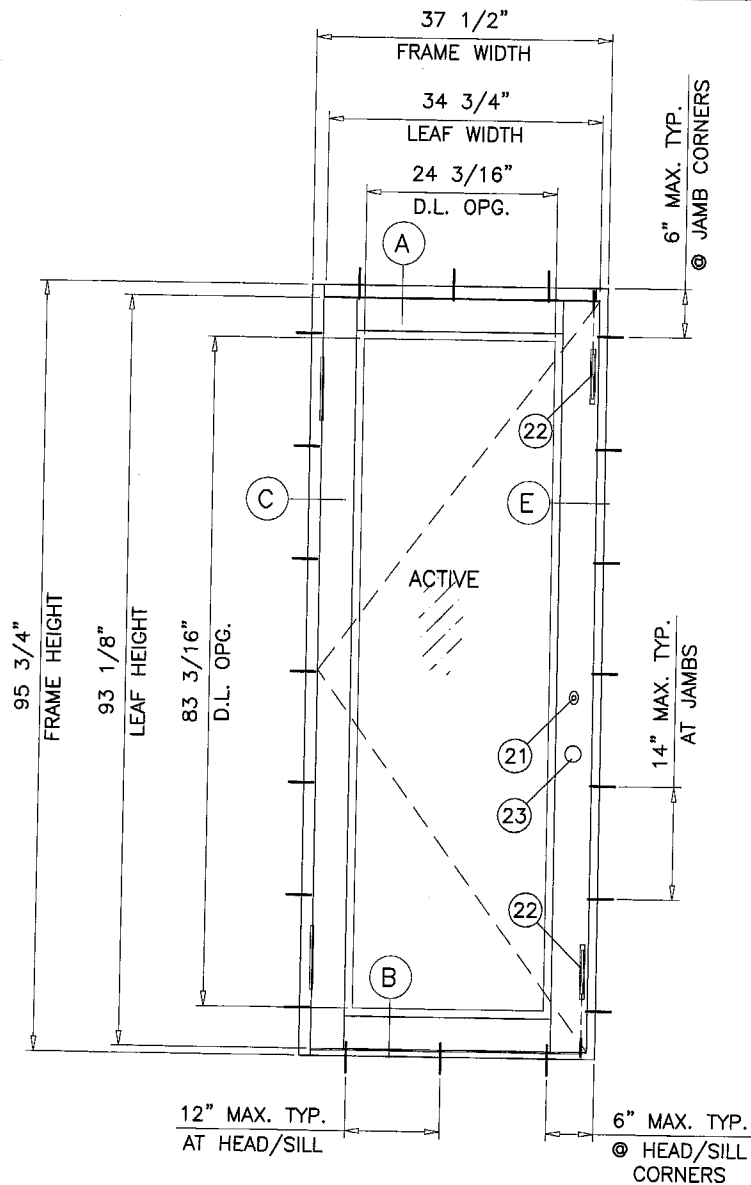 37 1/2"
FRAME WIDTH
34 3/4"
LEAF WIDTH
24 3/16"
D.L. OPG.
6" MAX. TYP.
@ JAMB CORNERS
A
22
C
E
ACTIVE
95 3/4"
FRAME HEIGHT
93 1/8"
LEAF HEIGHT
83 3/16"
D.L. OPG.
14" MAX. TYP.
AT JAMBS
21
23
22
B
12" MAX. TYP.
AT HEAD/SILL
6" MAX. TYP.
@ HEAD/SILL
CORNERS